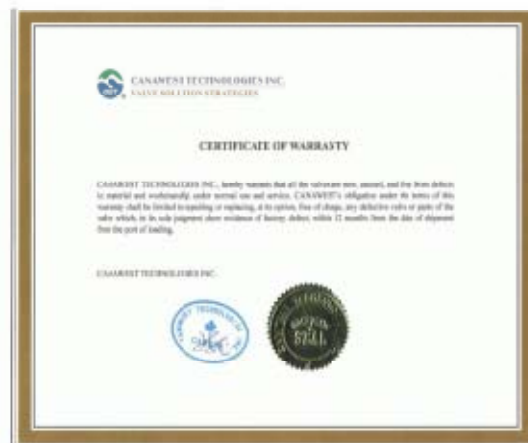 CANAWEST TECHNOLOGIES INC.
VALVE SOLUTION STRATEGIES
CERTIFICATE OF WARRANTY
CANAWEST TECHNOLOGIES INC., hereby warrants that all the valves are new, unused, and free from defects
in material and workmanship under normal use and service. CANAWEST's obligation under the terms of this
warranty shall be limited to repairing or replacing, at its option, free of charge, any defective valve or parts of the
valve which, in its sole judgment show evidence of factory defect, within 12 months from the date of shipment
from the port of loading.
CANAWEST TECHNOLOGIES INC.
CANAWEST TECHNOLOGIES INC.
SEAL